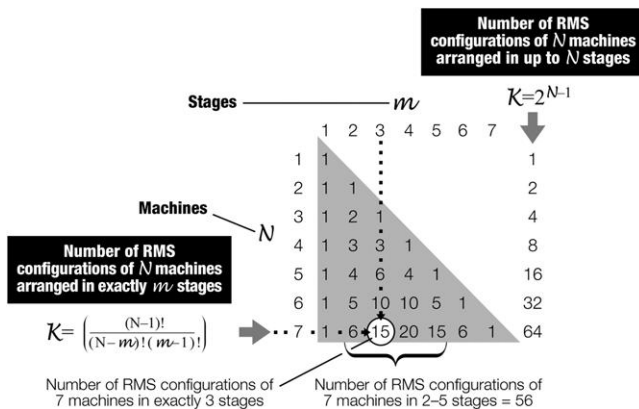 Number of RMS
configurations of N machines
arranged in up to N stages
K=2^{N–1}
Stages m
1 2 3 4 5 6 7
1 1 1
2 1 1 2
Machines
3 1 2 1 4
N
Number of RMS
configurations of N machines
arranged in exactly m stages
4 1 3 3 1 8
5 1 4 6 4 1 16
6 1 5 10 10 5 1 32
K= ( (N–1)! / (N–m)!(m–1)! )
7 1 6 15 20 15 6 1 64
Number of RMS configurations of
7 machines in exactly 3 stages
Number of RMS configurations of
7 machines in 2–5 stages = 56